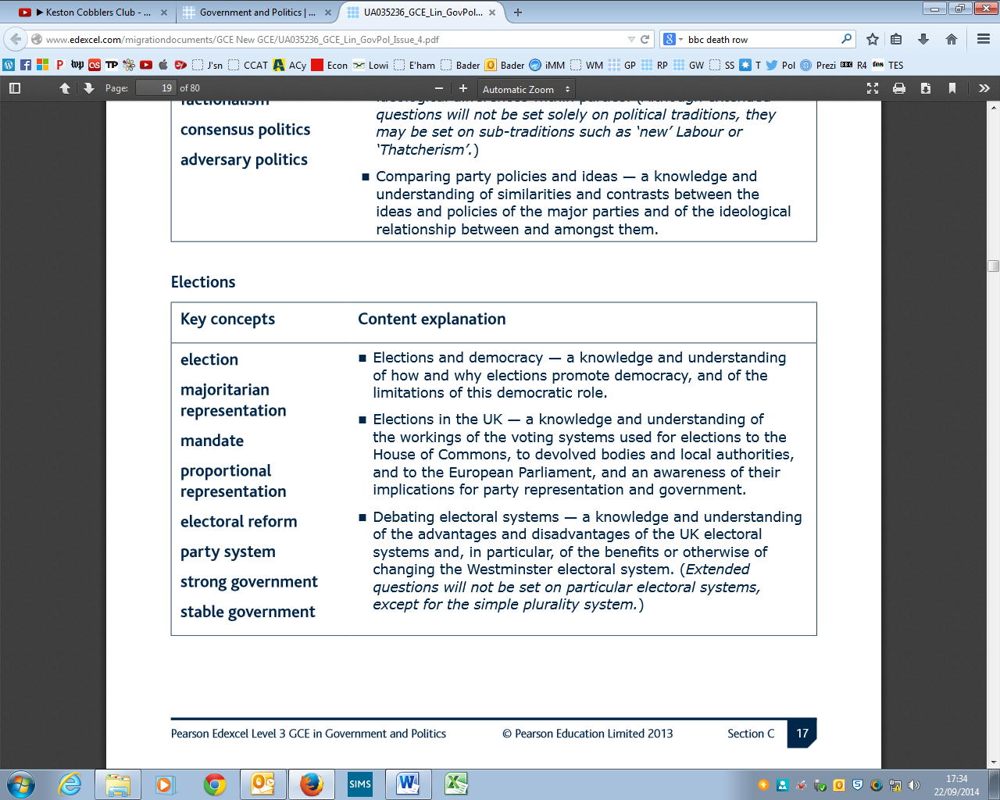 Keston Cobblers Club - ...
Government and Politics | ...
UA035236_GCE_Lin_GovPol...
www.edexcel.com/migrationdocuments/GCE New GCE/UA035236_GCE_Lin_GovPol_Issue_4.pdf
bbc death row
J'sn CCAT ACy Econ Lowi E'ham Bader Bader iMM WM GP RP GW SS T Pol Prezi R4 TES
Page: 19 of 80
Automatic Zoom
factionalism
consensus politics
adversary politics
ideological differences within parties. (Although extended
questions will not be set solely on political traditions, they
may be set on sub-traditions such as ‘new’ Labour or
‘Thatcherism’.)
■ Comparing party policies and ideas — a knowledge and
understanding of similarities and contrasts between the
ideas and policies of the major parties and of the ideological
relationship between and amongst them.
Elections
Key concepts
Content explanation
election
majoritarian
representation
mandate
proportional
representation
electoral reform
party system
strong government
stable government
■ Elections and democracy — a knowledge and understanding
of how and why elections promote democracy, and of the
limitations of this democratic role.
■ Elections in the UK — a knowledge and understanding of
the workings of the voting systems used for elections to the
House of Commons, to devolved bodies and local authorities,
and to the European Parliament, and an awareness of their
implications for party representation and government.
■ Debating electoral systems — a knowledge and understanding
of the advantages and disadvantages of the UK electoral
systems and, in particular, of the benefits or otherwise of
changing the Westminster electoral system. (Extended
questions will not be set on particular electoral systems,
except for the simple plurality system.)
Pearson Edexcel Level 3 GCE in Government and Politics
© Pearson Education Limited 2013
Section C
17
SIMS
17:34
22/09/2014